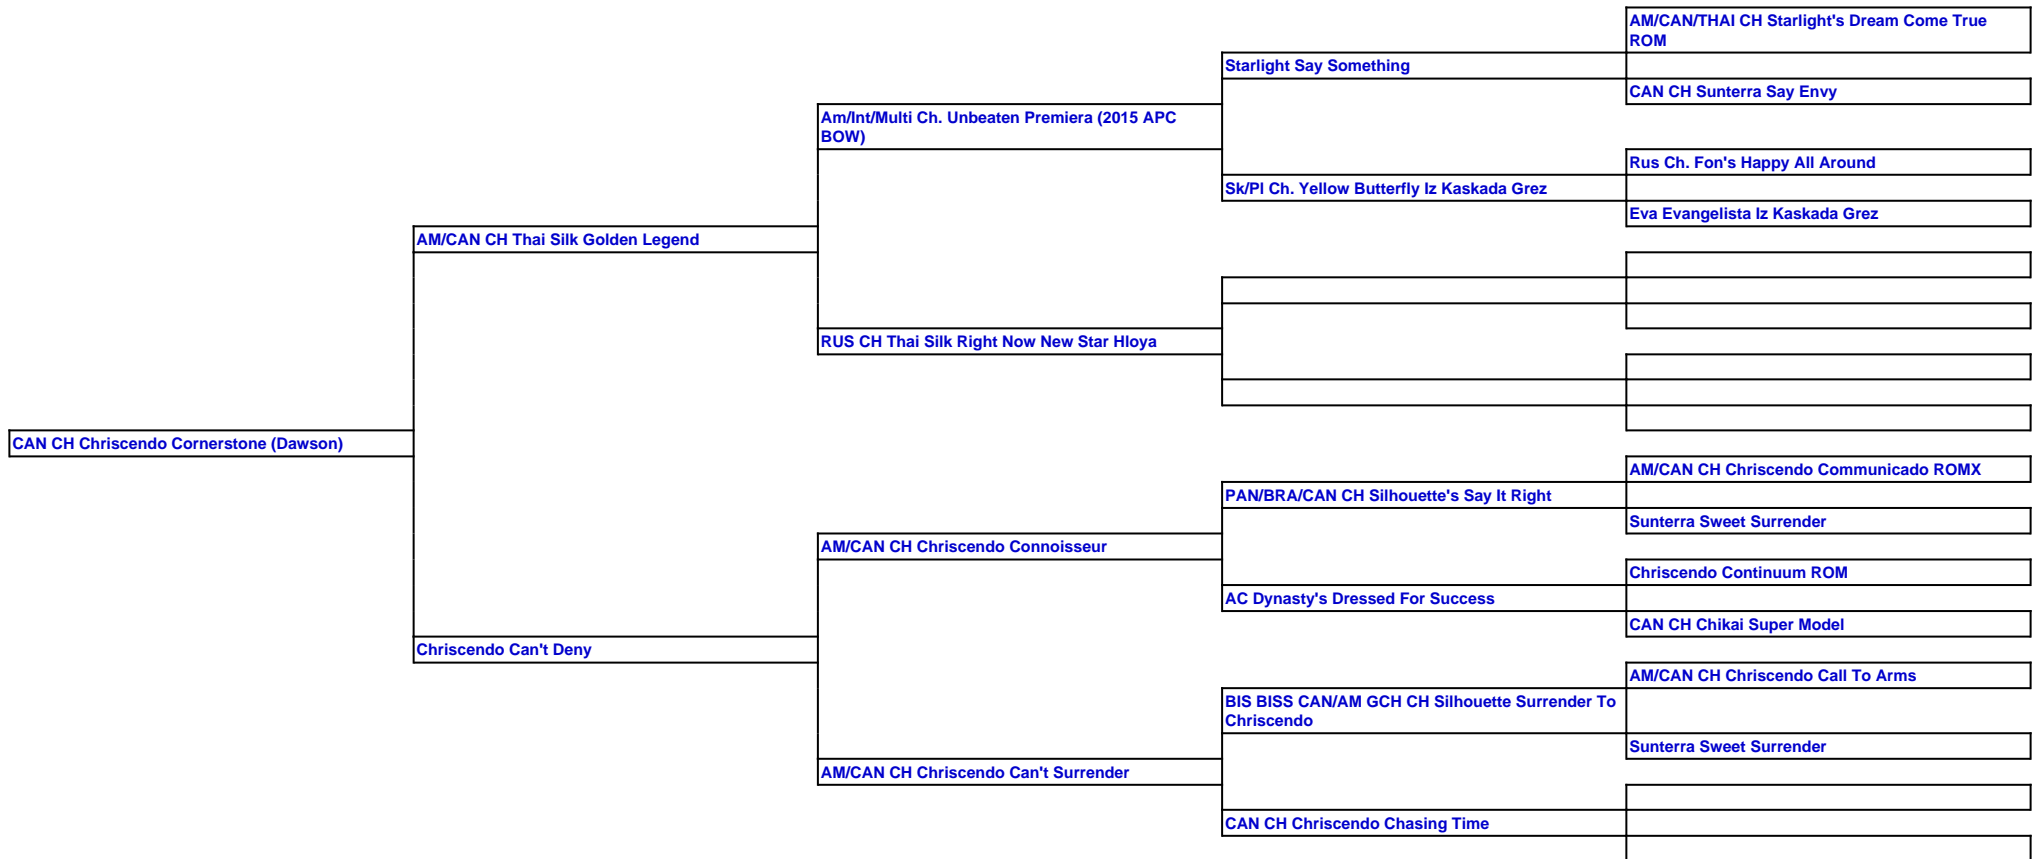 AM/CAN/THAI CH Starlight's Dream Come True
ROM
Starlight Say Something
CAN CH Sunterra Say Envy
Am/Int/Multi Ch. Unbeaten Premiera (2015 APC
BOW)
Rus Ch. Fon's Happy All Around
Sk/Pl Ch. Yellow Butterfly Iz Kaskada Grez
Eva Evangelista Iz Kaskada Grez
AM/CAN CH Thai Silk Golden Legend
RUS CH Thai Silk Right Now New Star Hloya
CAN CH Chriscendo Cornerstone (Dawson)
AM/CAN CH Chriscendo Communicado ROMX
PAN/BRA/CAN CH Silhouette's Say It Right
Sunterra Sweet Surrender
AM/CAN CH Chriscendo Connoisseur
Chriscendo Continuum ROM
AC Dynasty's Dressed For Success
CAN CH Chikai Super Model
Chriscendo Can't Deny
AM/CAN CH Chriscendo Call To Arms
BIS BISS CAN/AM GCH CH Silhouette Surrender To
Chriscendo
Sunterra Sweet Surrender
AM/CAN CH Chriscendo Can't Surrender
CAN CH Chriscendo Chasing Time